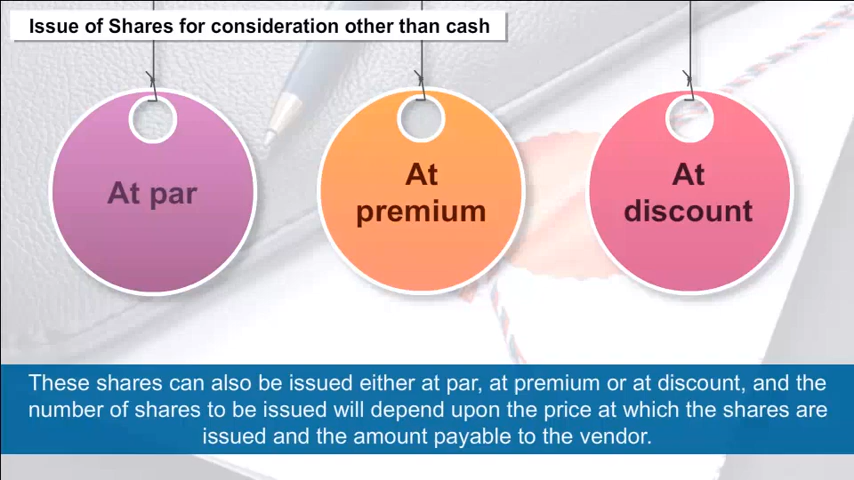 Issue of Shares for consideration other than cash
At par
At
premium
At
discount
These shares can also be issued either at par, at premium or at discount, and the
number of shares to be issued will depend upon the price at which the shares are
issued and the amount payable to the vendor.